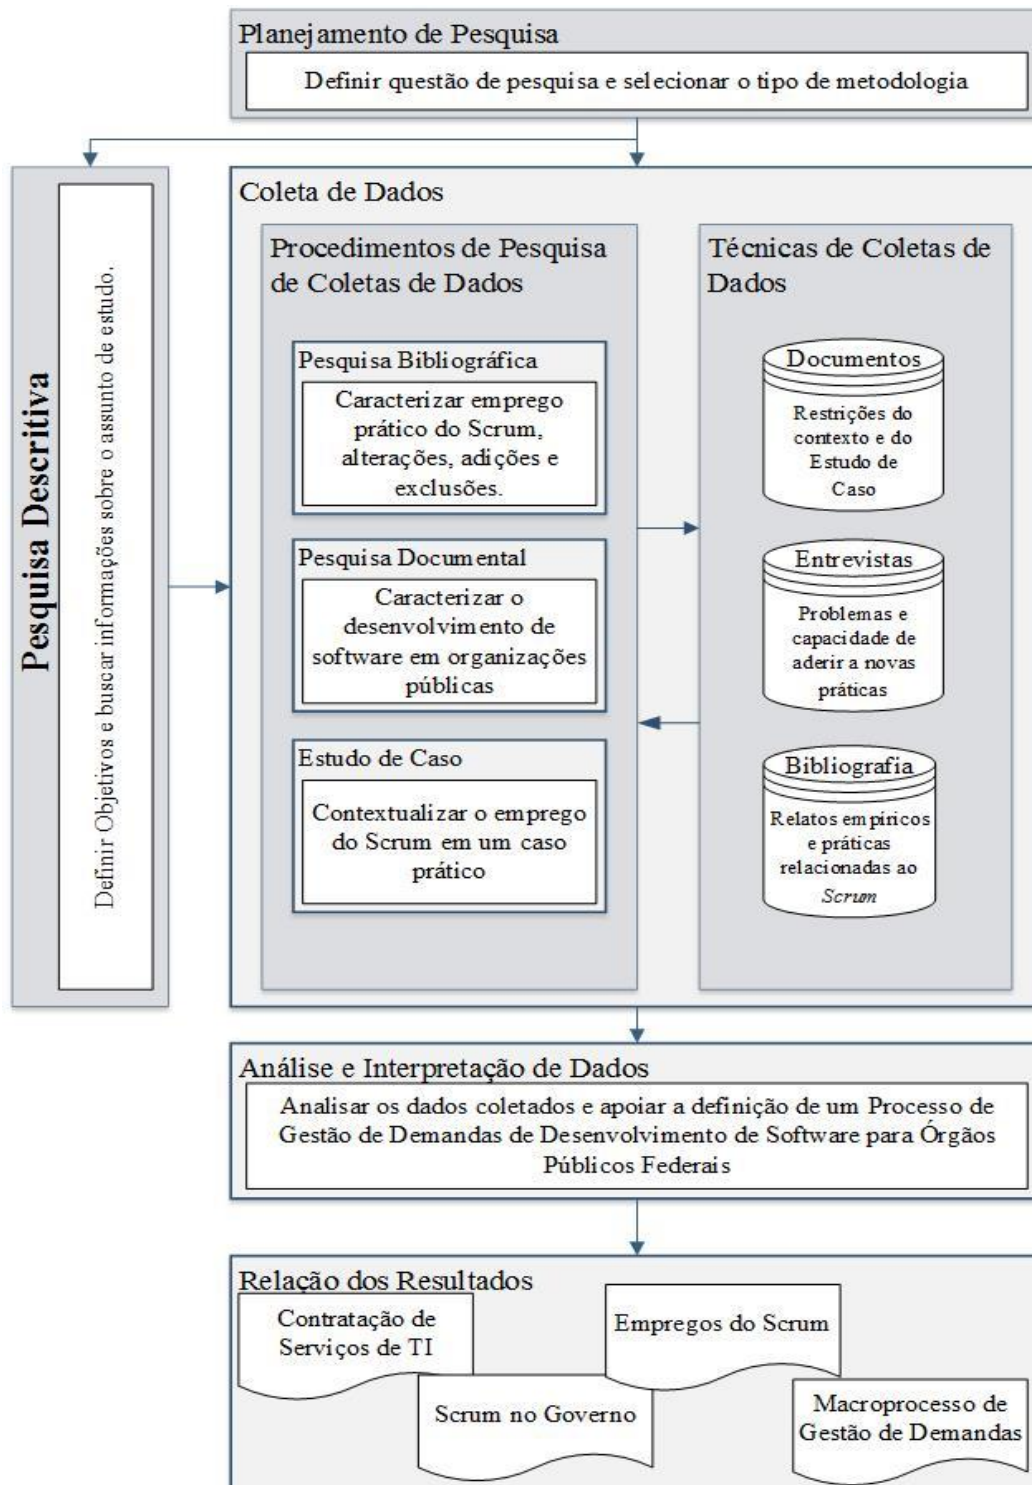 Planejamento de Pesquisa
Definir questão de pesquisa e selecionar o tipo de metodologia
Pesquisa Descritiva
Definir Objetivos e buscar informações sobre o assunto de estudo.
Coleta de Dados
Procedimentos de Pesquisa
de Coletas de Dados
Pesquisa Bibliográfica
Caracterizar emprego
prático do Scrum,
alterações, adições e
exclusões.
Pesquisa Documental
Caracterizar o
desenvolvimento de
software em organizações
públicas
Estudo de Caso
Contextualizar o emprego
do Scrum em um caso
prático
Técnicas de Coletas de
Dados
Documentos
Restrições do
contexto e do
Estudo de
Caso
Entrevistas
Problemas e
capacidade de
aderir a novas
práticas
Bibliografia
Relatos empíricos
e práticas
relacionadas ao
Scrum
Análise e Interpretação de Dados
Analisar os dados coletados e apoiar a definição de um Processo de
Gestão de Demandas de Desenvolvimento de Software para Órgãos
Públicos Federais
Relação dos Resultados
Contratação de
Serviços de TI
Empregos do Scrum
Scrum no Governo
Macroprocesso de
Gestão de Demandas